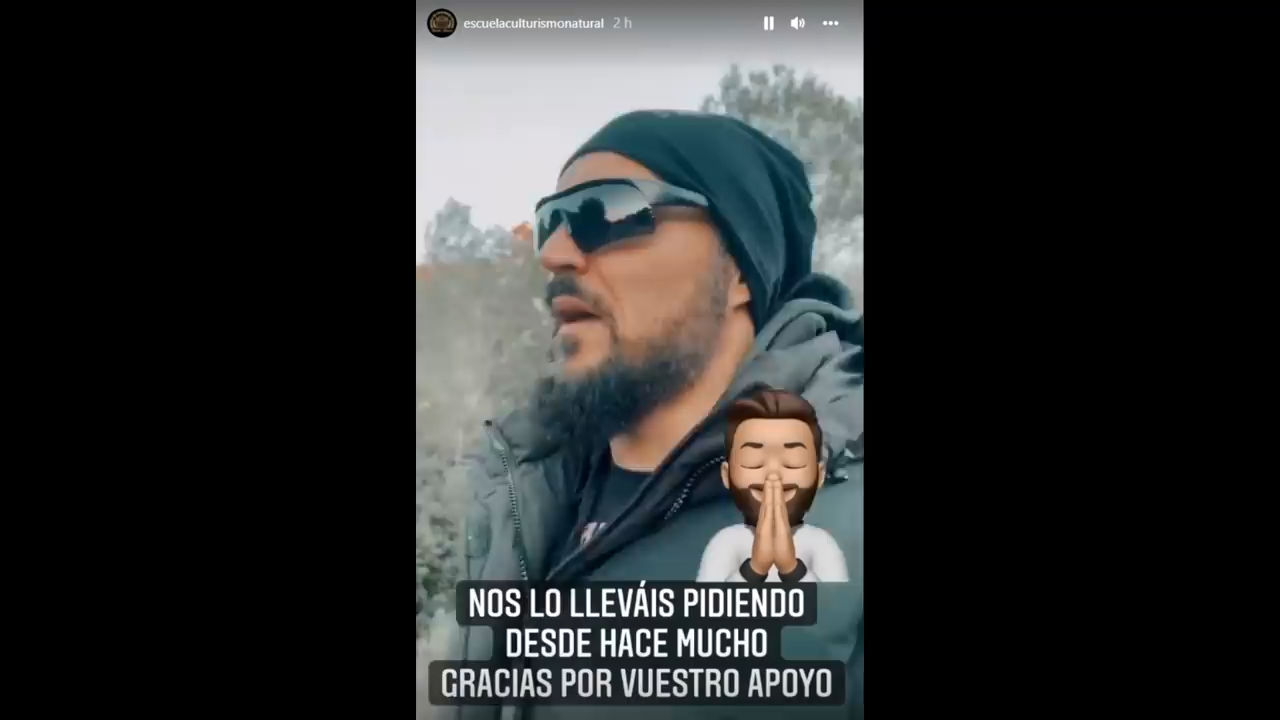 escuelaculturismonatural 2 h
NOS LO LLEVÁIS PIDIENDO
DESDE HACE MUCHO
GRACIAS POR VUESTRO APOYO